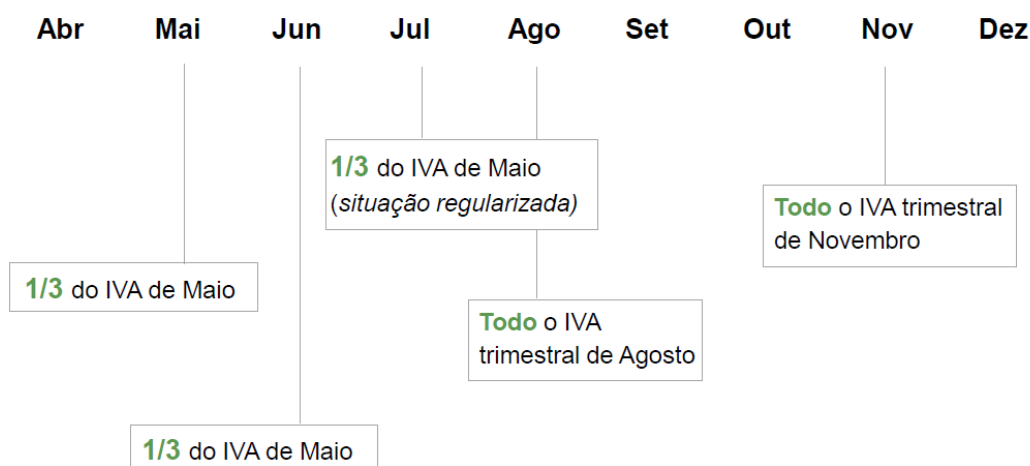 Abr Mai Jun Jul Ago Set Out Nov Dez
1/3 do IVA de Maio
(situação regularizada)
Todo o IVA trimestral
de Novembro
1/3 do IVA de Maio
Todo o IVA
trimestral de Agosto
1/3 do IVA de Maio